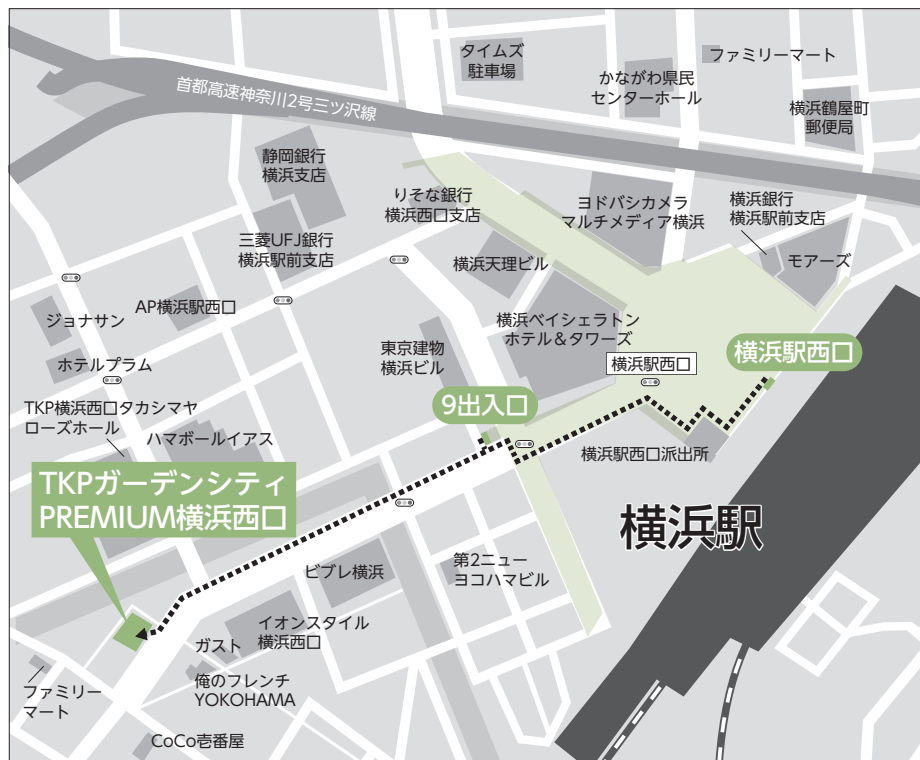 タイムズ
駐車場
ファミリーマート
かながわ県民
センターホール
首都高速神奈川2号三ツ沢線
横浜鶴屋町
郵便局
静岡銀行
横浜支店
りそな銀行
横浜西口支店
ヨドバシカメラ
マルチメディア横浜
横浜銀行
横浜駅前支店
三菱UFJ銀行
横浜駅前支店
横浜天理ビル
モアーズ
AP横浜駅西口
ジョナサン
横浜ベイシェラトン
ホテル＆タワーズ
東京建物
横浜ビル
横浜駅西口
横浜駅西口
ホテルプラム
9出入口
TKP横浜西口タカシマヤ
ローズホール
ハマボールイアス
横浜駅西口派出所
TKPガーデンシティ
PREMIUM横浜西口
横浜駅
第2ニュー
ヨコハマビル
ビブレ横浜
イオンスタイル
横浜西口
ガスト
俺のフレンチ
YOKOHAMA
ファミリー
マート
CoCo壱番屋